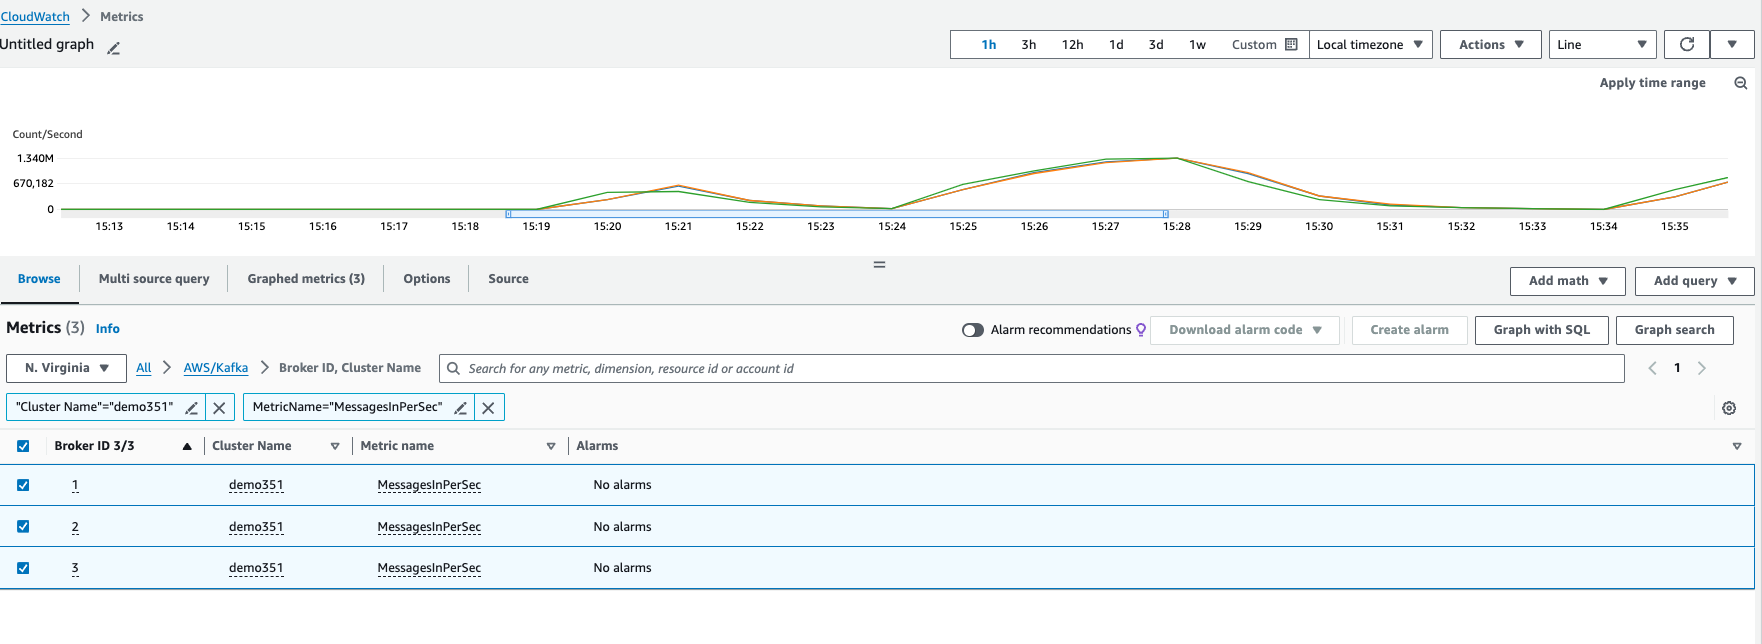 CloudWatch Metrics
Untitled graph
1h 3h 12h 1d 3d 1w Custom Local timezone Actions Line
Apply time range
Count/Second
1.340M
670,182
0
15:13 15:14 15:15 15:16 15:17 15:18 15:19 15:20 15:21 15:22 15:23 15:24 15:25 15:26 15:27 15:28 15:29 15:30 15:31 15:32 15:33 15:34 15:35
Browse Multi source query Graphed metrics (3) Options Source Add math Add query
Metrics (3) Info Alarm recommendations Download alarm code Create alarm Graph with SQL Graph search
N. Virginia All AWS/Kafka Broker ID, Cluster Name Search for any metric, dimension, resource id or account id 1
"Cluster Name"="demo351" MetricName="MessagesInPerSec"
Broker ID 3/3 Cluster Name Metric name Alarms
1 demo351 MessagesInPerSec No alarms
2 demo351 MessagesInPerSec No alarms
3 demo351 MessagesInPerSec No alarms